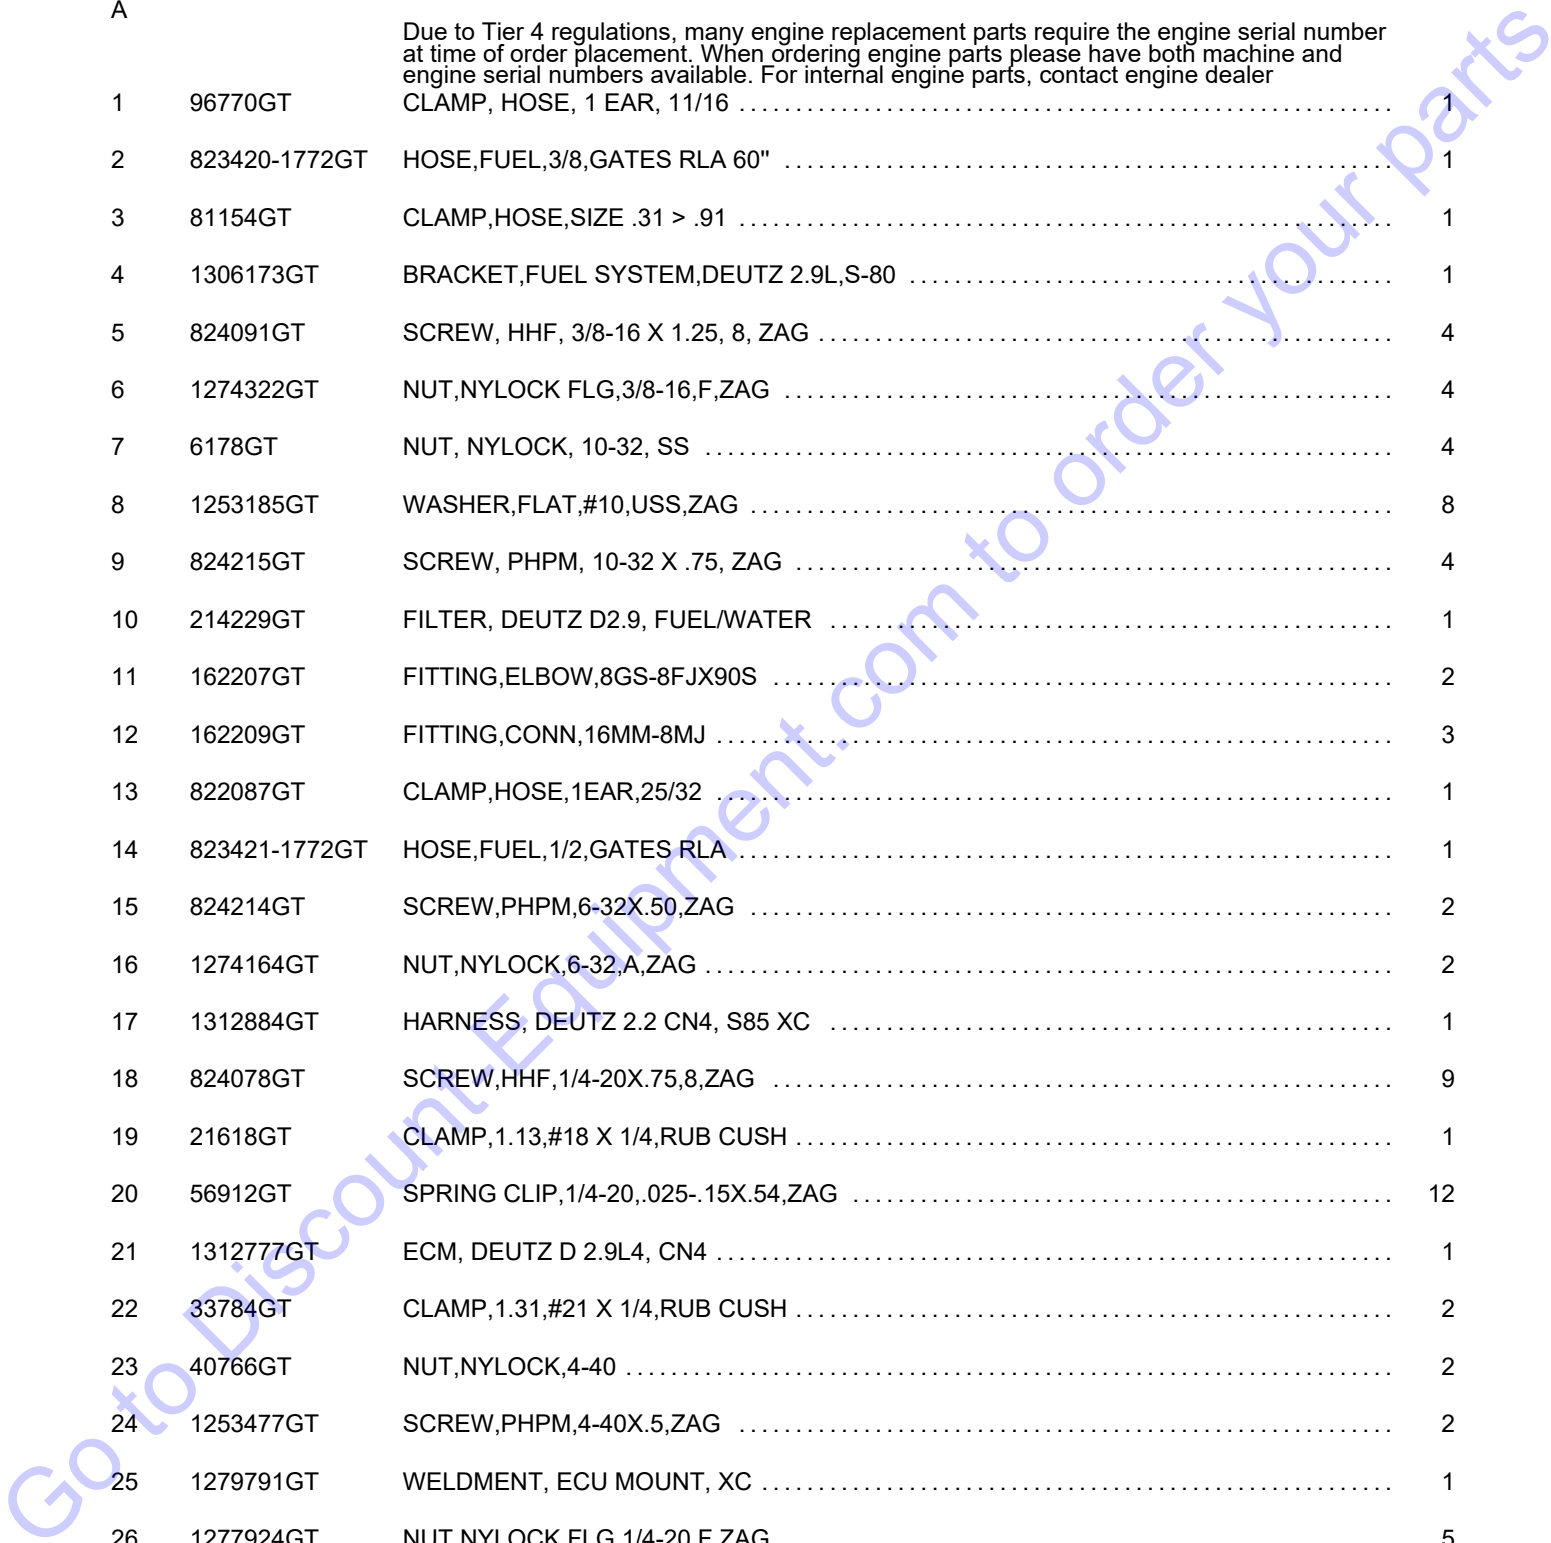 A
Due to Tier 4 regulations, many engine replacement parts require the engine serial number
at time of order placement. When ordering engine parts please have both machine and
engine serial numbers available. For internal engine parts, contact engine dealer
1 96770GT CLAMP, HOSE, 1 EAR, 11/16 1
2 823420-1772GT HOSE,FUEL,3/8,GATES RLA 60" 1
3 81154GT CLAMP,HOSE,SIZE .31 > .91 1
4 1306173GT BRACKET,FUEL SYSTEM,DEUTZ 2.9L,S-80 1
5 824091GT SCREW, HHF, 3/8-16 X 1.25, 8, ZAG 4
6 1274322GT NUT,NYLOCK FLG,3/8-16,F,ZAG 4
7 6178GT NUT, NYLOCK, 10-32, SS 4
8 1253185GT WASHER,FLAT,#10,USS,ZAG 8
9 824215GT SCREW, PHPM, 10-32 X .75, ZAG 4
10 214229GT FILTER, DEUTZ D2.9, FUEL/WATER 1
11 162207GT FITTING,ELBOW,8GS-8FJX90S 2
12 162209GT FITTING,CONN,16MM-8MJ 3
13 822087GT CLAMP,HOSE,1EAR,25/32 1
14 823421-1772GT HOSE,FUEL,1/2,GATES RLA 1
15 824214GT SCREW,PHPM,6-32X.50,ZAG 2
16 1274164GT NUT,NYLOCK,6-32,A,ZAG 2
17 1312884GT HARNESS, DEUTZ 2.2 CN4, S85 XC 1
18 824078GT SCREW,HHF,1/4-20X.75,8,ZAG 9
19 21618GT CLAMP,1.13,#18 X 1/4,RUB CUSH 1
20 56912GT SPRING CLIP,1/4-20,.025-.15X.54,ZAG 12
21 1312777GT ECM, DEUTZ D 2.9L4, CN4 1
22 33784GT CLAMP,1.31,#21 X 1/4,RUB CUSH 2
23 40766GT NUT,NYLOCK,4-40 2
24 1253477GT SCREW,PHPM,4-40X.5,ZAG 2
25 1279791GT WELDMENT, ECU MOUNT, XC 1
26 1277924GT NUT,NYLOCK FLG,1/4-20,F,ZAG 5
Go to Discount-Equipment.com to order your parts